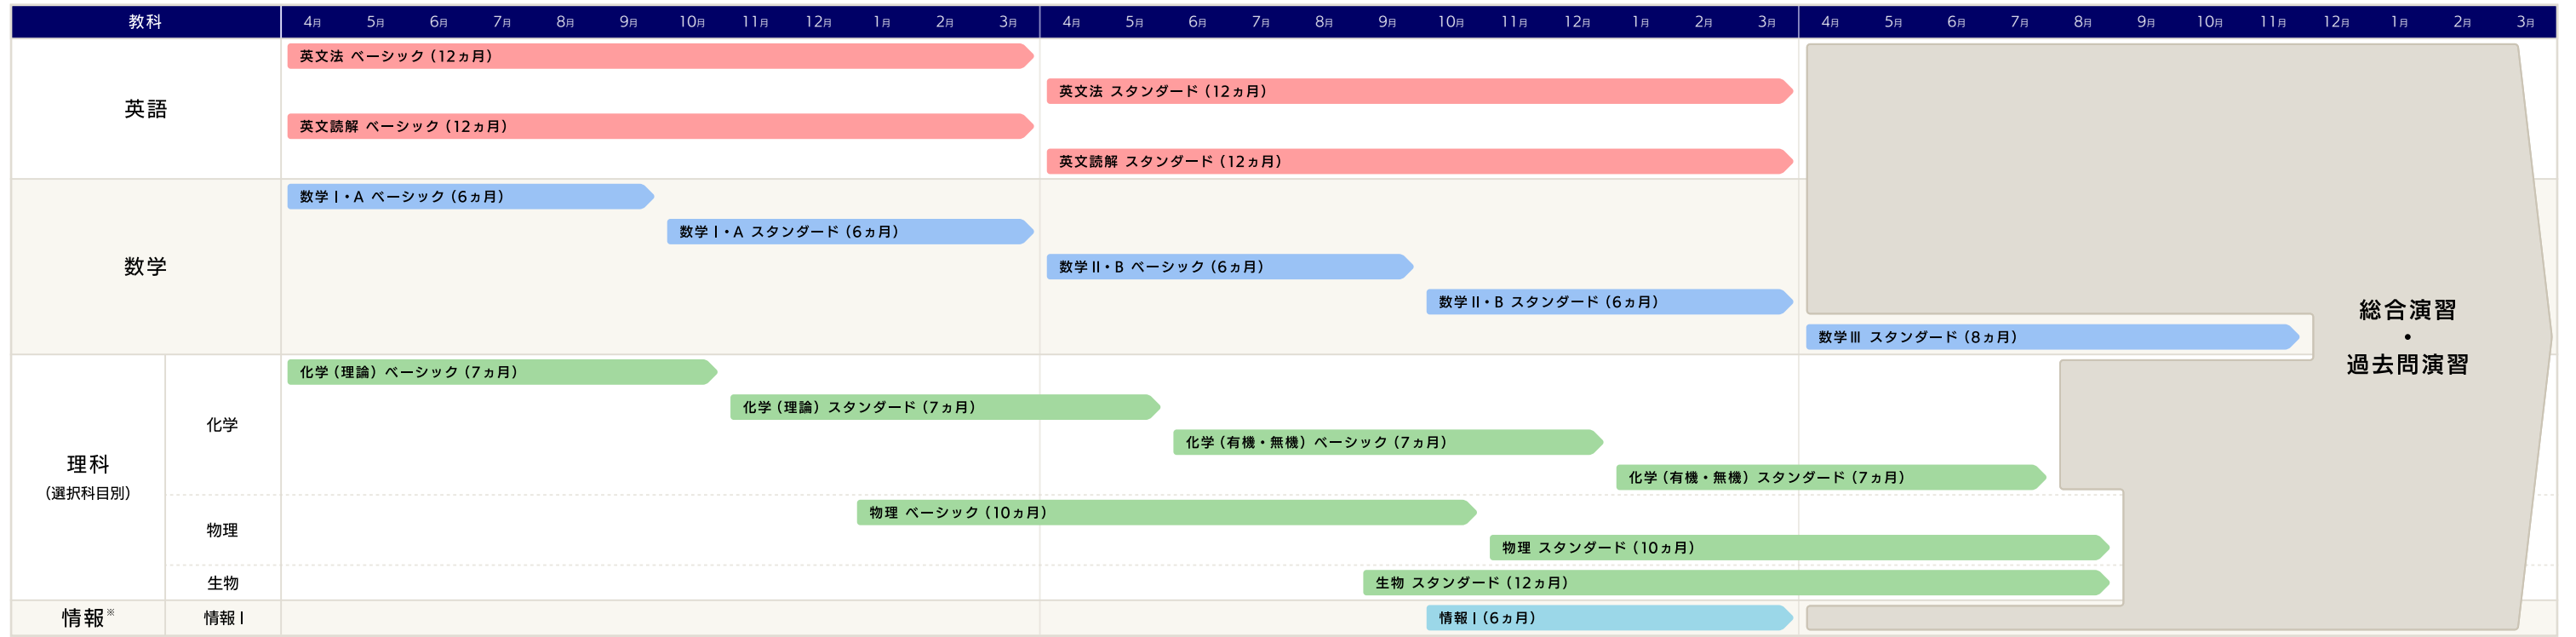 教科 4月 5月 6月 7月 8月 9月 10月 11月 12月 1月 2月 3月 4月 5月 6月 7月 8月 9月 10月 11月 12月 1月 2月 3月 4月 5月 6月 7月 8月 9月 10月 11月 12月 1月 2月 3月
英語
英文法 ベーシック（12ヵ月）
英文法 スタンダード（12ヵ月）
英文読解 ベーシック（12ヵ月）
英文読解 スタンダード（12ヵ月）
数学
数学Ⅰ・A ベーシック（6ヵ月）
数学Ⅰ・A スタンダード（6ヵ月）
数学Ⅱ・B ベーシック（6ヵ月）
数学Ⅱ・B スタンダード（6ヵ月）
数学Ⅲ スタンダード（8ヵ月）
総合演習
・
過去問演習
理科
（選択科目別）
化学
化学（理論）ベーシック（7ヵ月）
化学（理論）スタンダード（7ヵ月）
化学（有機・無機）ベーシック（7ヵ月）
化学（有機・無機）スタンダード（7ヵ月）
物理
物理 ベーシック（10ヵ月）
物理 スタンダード（10ヵ月）
生物
生物 スタンダード（12ヵ月）
情報※
情報Ⅰ
情報Ⅰ（6ヵ月）